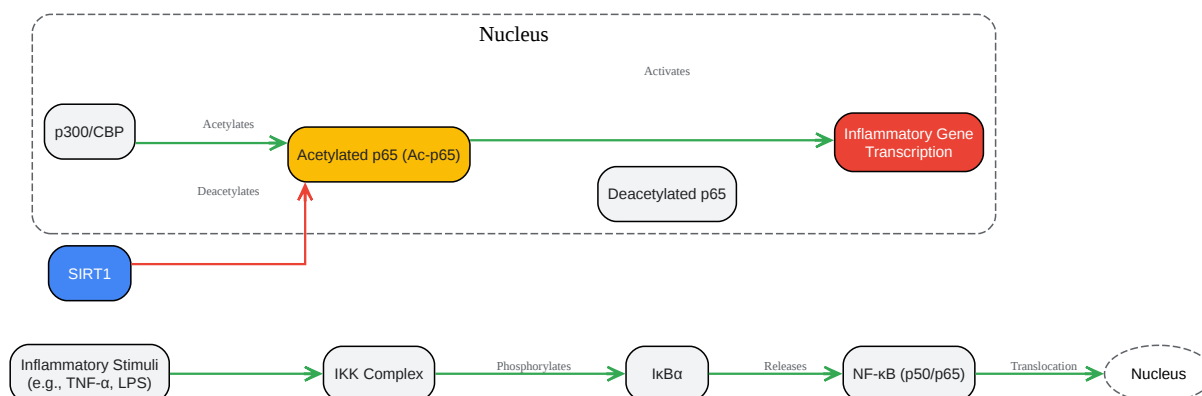 Nucleus
Activates
p300/CBP
Acetylates
Inflammatory Gene
Transcription
Acetylated p65 (Ac-p65)
Deacetylates
Deacetylated p65
SIRT1
Inflammatory Stimuli
(e.g., TNF-α, LPS)
IKK Complex
Phosphorylates
IκBα
Releases
NF-κB (p50/p65)
Translocation
Nucleus